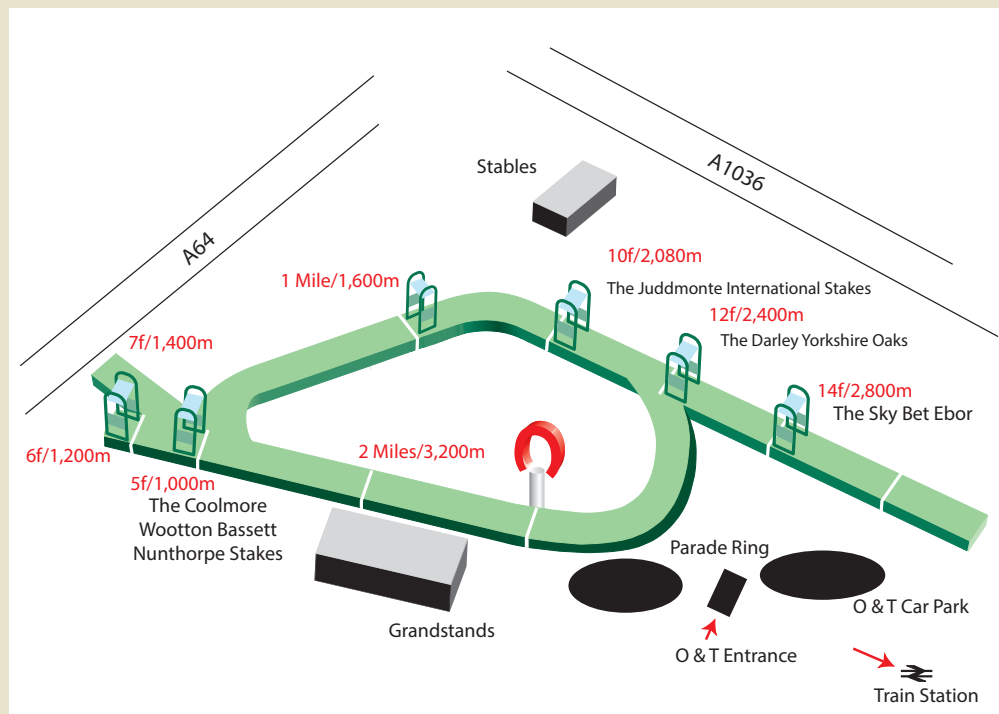 A1036
Stables
A64
10f/2,080m
1 Mile/1,600m
The Juddmonte International Stakes
12f/2,400m
The Darley Yorkshire Oaks
7f/1,400m
14f/2,800m
The Sky Bet Ebor
6f/1,200m
2 Miles/3,200m
5f/1,000m
The Coolmore
Wootton Bassett
Nunthorpe Stakes
Parade Ring
O & T Car Park
Grandstands
O & T Entrance
Train Station